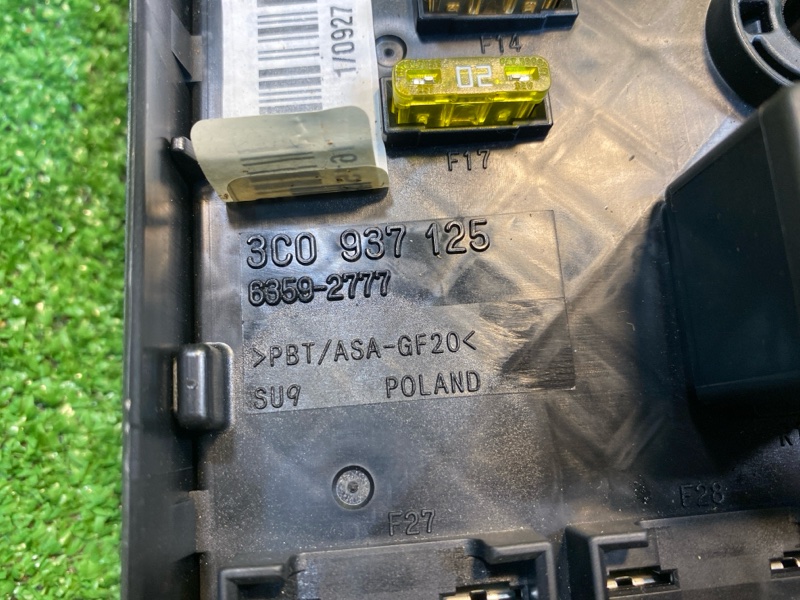 1/0927
F14
20
F17
3C0 937 125
6359-2777
>PBT/ASA-GF20<
SU9 POLAND
F27 F28